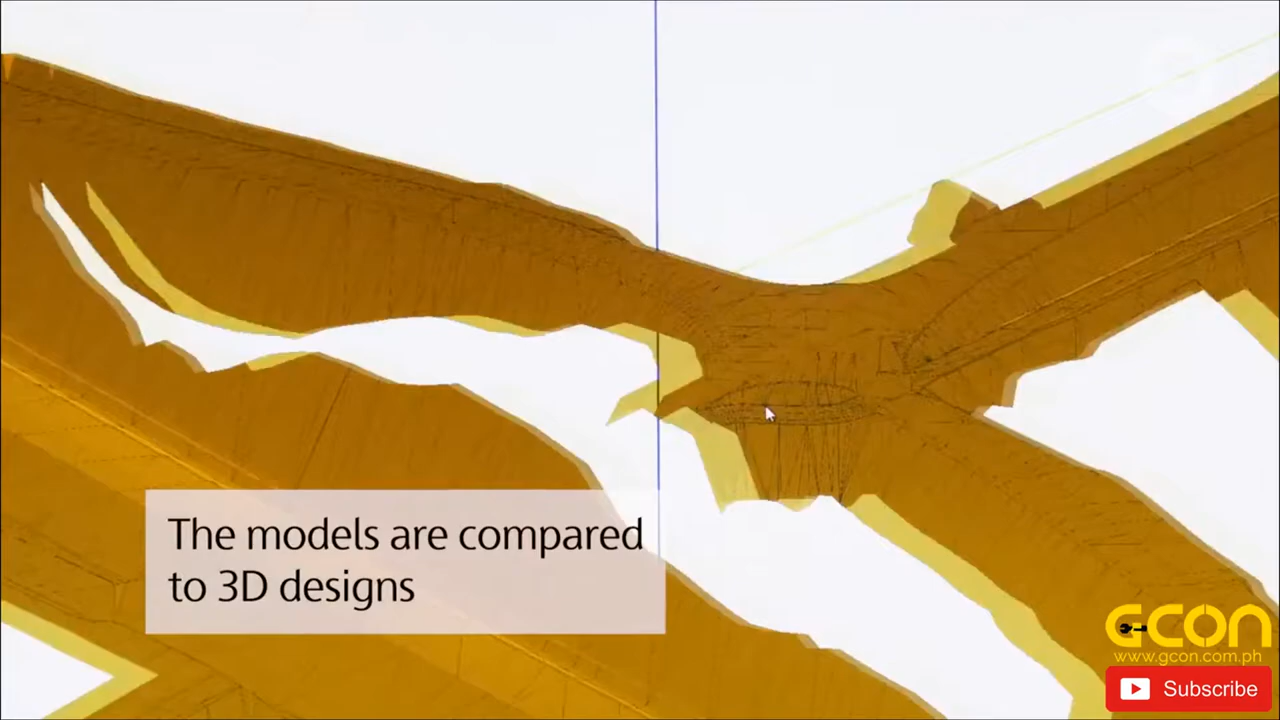 The models are compared
to 3D designs
GCON
www.gcon.com.ph
Subscribe